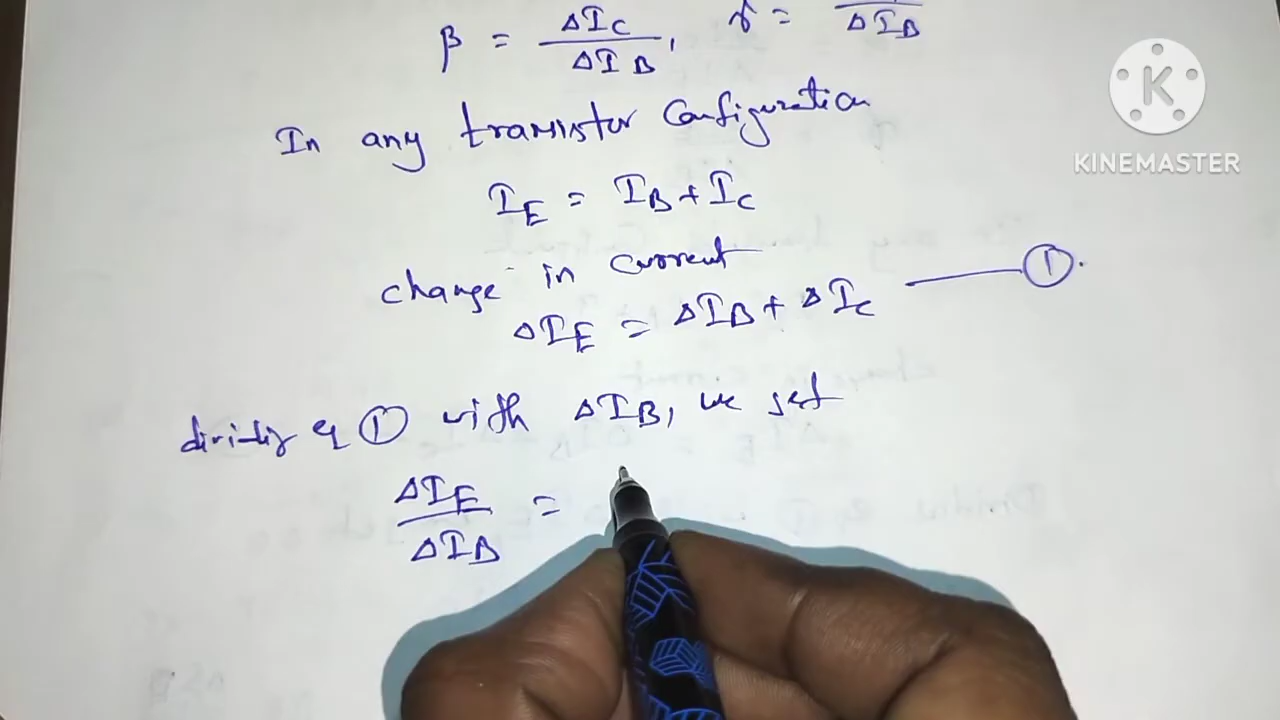 β = ΔIC / ΔIB, γ = / ΔIB
In any transistor Configuration
IE = IB + IC
change in current
ΔIE = ΔIB + ΔIC ——— ①.
dividing eq ① with ΔIB, we get
ΔIE / ΔIB =
K
KINEMASTER